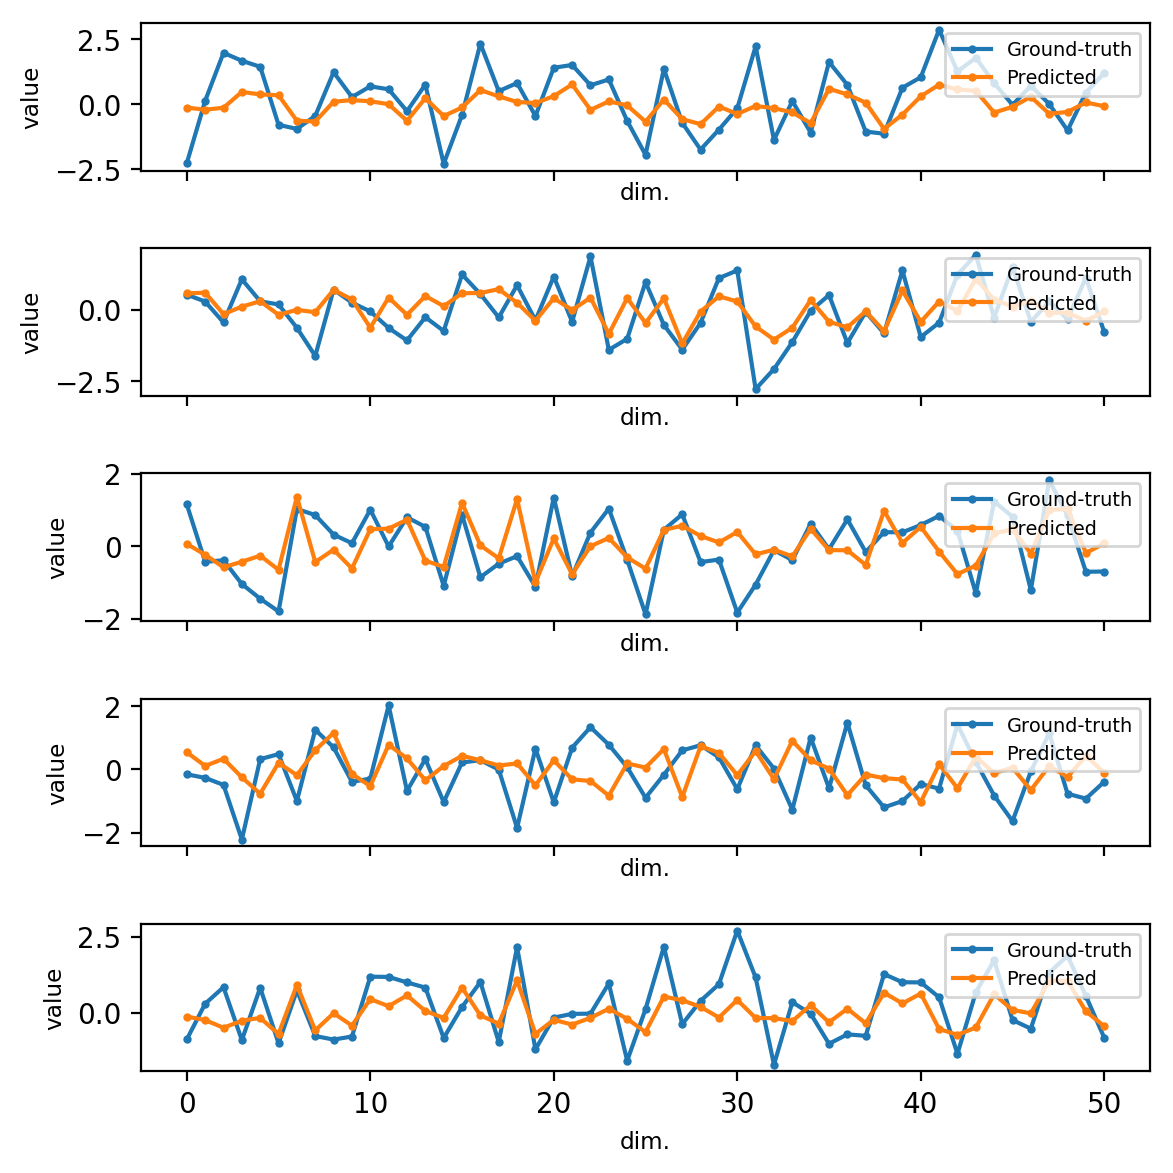 2.5
0.0
−2.5
value
dim.
Ground-truth
Predicted
0.0
−2.5
value
dim.
Ground-truth
Predicted
2
0
−2
value
dim.
Ground-truth
Predicted
2
0
−2
value
dim.
Ground-truth
Predicted
2.5
0.0
value
Ground-truth
Predicted
0 10 20 30 40 50
dim.